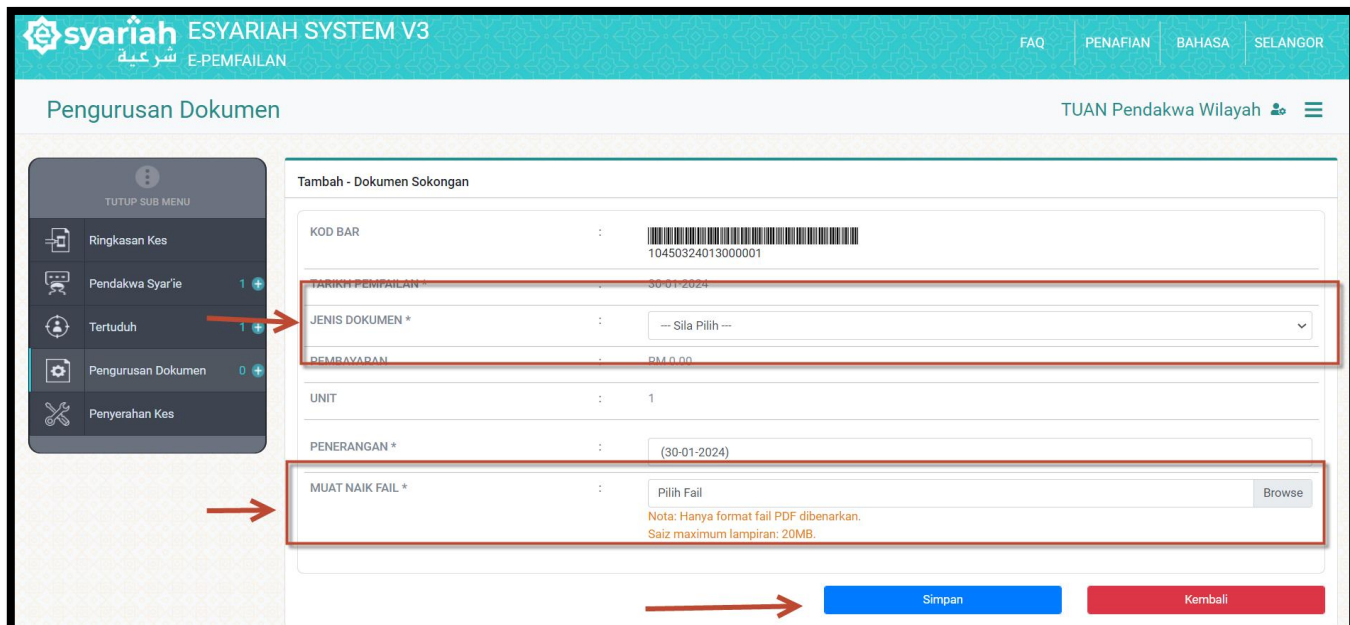 esyariah ESYARIAH SYSTEM V3
شرعية E-PEMFAILAN
FAQ PENAFIAN BAHASA SELANGOR
Pengurusan Dokumen
TUAN Pendakwa Wilayah
TUTUP SUB MENU
Ringkasan Kes
Pendakwa Syar'ie 1
Tertuduh 1
Pengurusan Dokumen 0
Penyerahan Kes
Tambah - Dokumen Sokongan
KOD BAR :
10450324013000001
TARIKH PEMFAILAN * : 30-01-2024
JENIS DOKUMEN * : --- Sila Pilih ---
PEMBAYARAN : RM 0.00
UNIT : 1
PENERANGAN * : (30-01-2024)
MUAT NAIK FAIL * : Pilih Fail Browse
Nota: Hanya format fail PDF dibenarkan.
Saiz maximum lampiran: 20MB.
Simpan Kembali